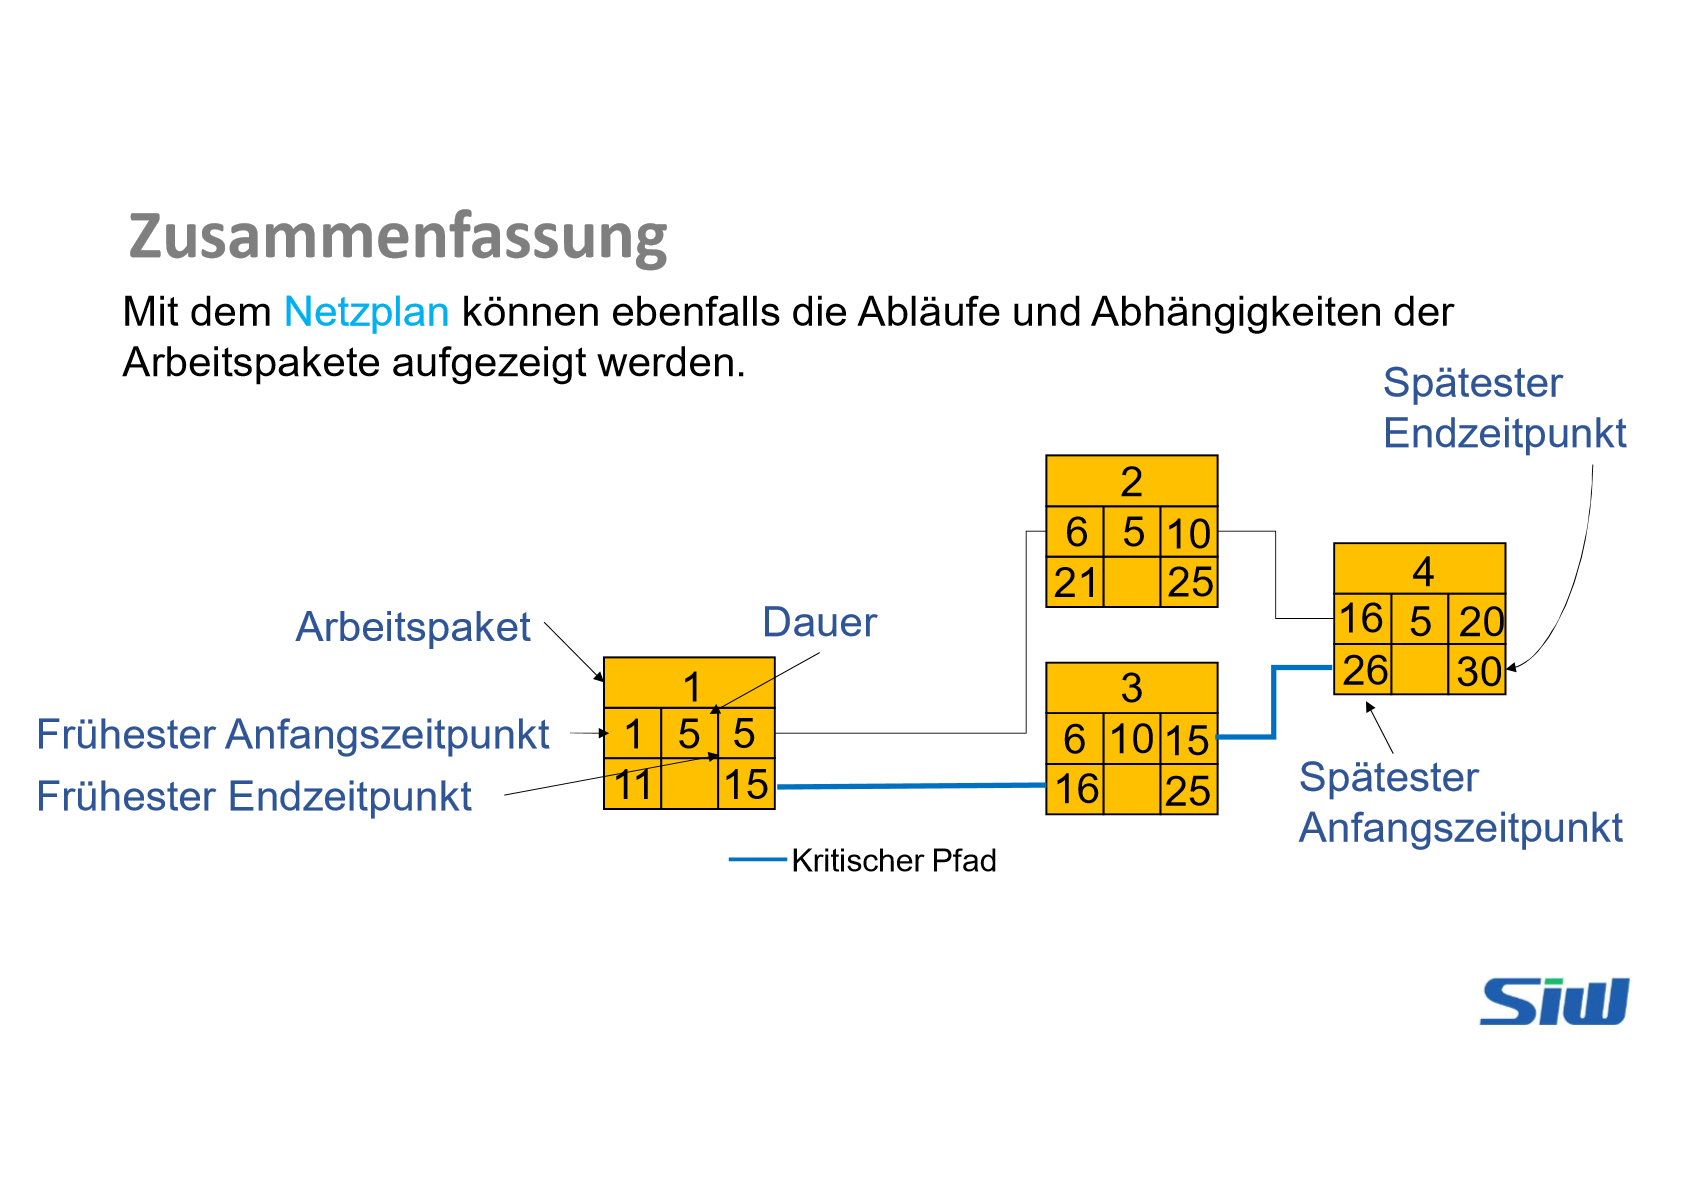 Zusammenfassung
Mit dem Netzplan können ebenfalls die Abläufe und Abhängigkeiten der
Arbeitspakete aufgezeigt werden.
Spätester
Endzeitpunkt
2
6 5 10
21 25
4
16 5 20
26 30
Arbeitspaket
Dauer
1
1 5 5
11 15
3
6 10 15
16 25
Frühester Anfangszeitpunkt
Frühester Endzeitpunkt
Spätester
Anfangszeitpunkt
Kritischer Pfad
Siw